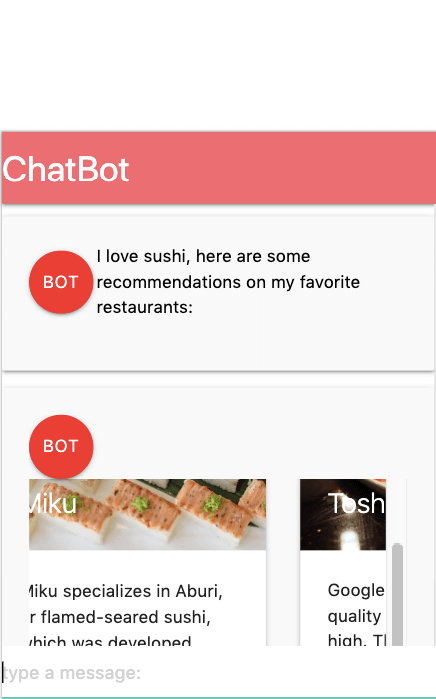 ChatBot
I love sushi, here are some
BOT
recommendations on my favorite
restaurants:
BOT
Miku
Tosh
Miku specializes in Aburi,
r flamed-seared sushi,
which was developed
Google
quality
high. Th
type a message: